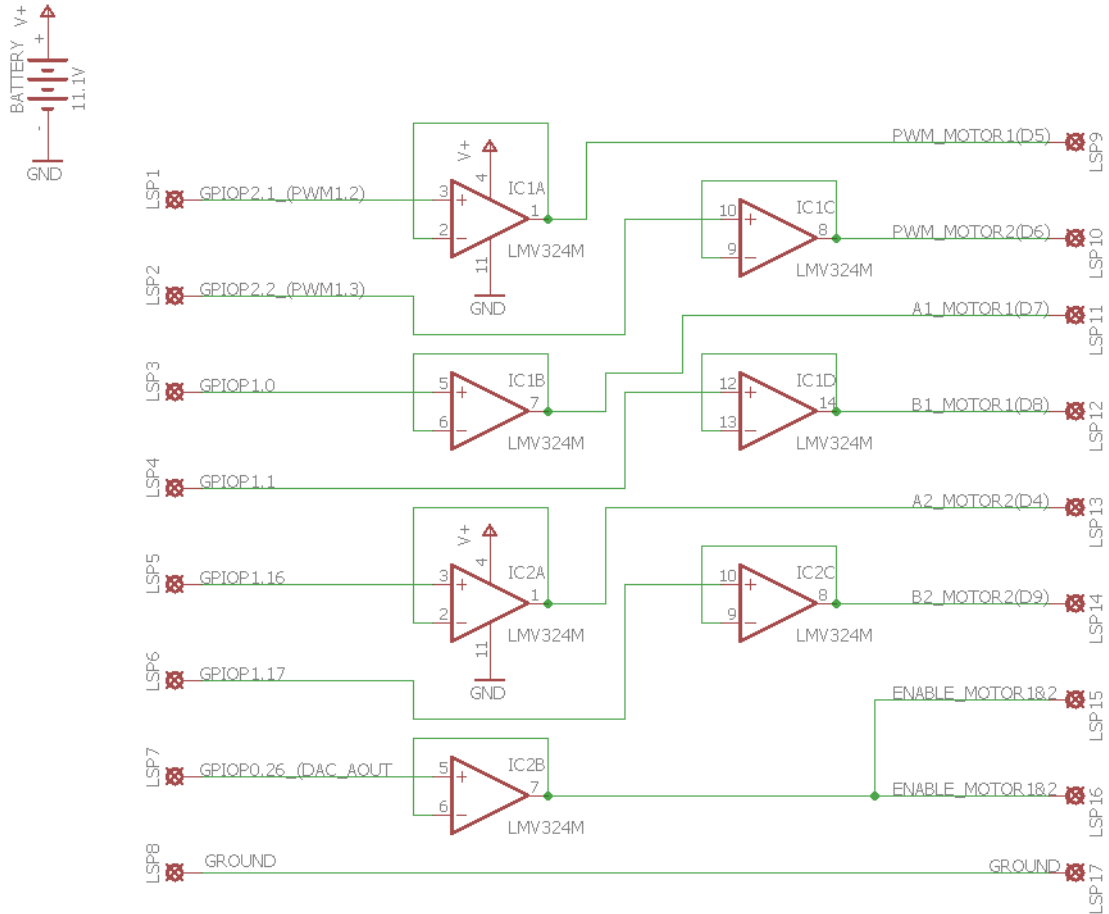 V+
+
BATTERY
11.1V
-
GND
LSP1
GPIOP2.1_(PWM1.2)
V+
4
3
+
2
-
1
11
IC1A
LMV324M
GND
PWM_MOTOR1(D5)
LSP9
LSP2
GPIOP2.2_(PWM1.3)
10
+
9
-
8
IC1C
LMV324M
PWM_MOTOR2(D6)
LSP10
LSP3
GPIOP1.0
5
+
6
-
7
IC1B
LMV324M
A1_MOTOR1(D7)
LSP11
LSP4
GPIOP1.1
12
+
13
-
14
IC1D
LMV324M
B1_MOTOR1(D8)
LSP12
LSP5
GPIOP1.16
V+
4
3
+
2
-
1
11
IC2A
LMV324M
GND
A2_MOTOR2(D4)
LSP13
LSP6
GPIOP1.17
10
+
9
-
8
IC2C
LMV324M
B2_MOTOR2(D9)
LSP14
LSP7
GPIOP0.26_(DAC_AOUT
5
+
6
-
7
IC2B
LMV324M
ENABLE_MOTOR1&2
LSP15
ENABLE_MOTOR1&2
LSP16
LSP8
GROUND
GROUND
LSP17